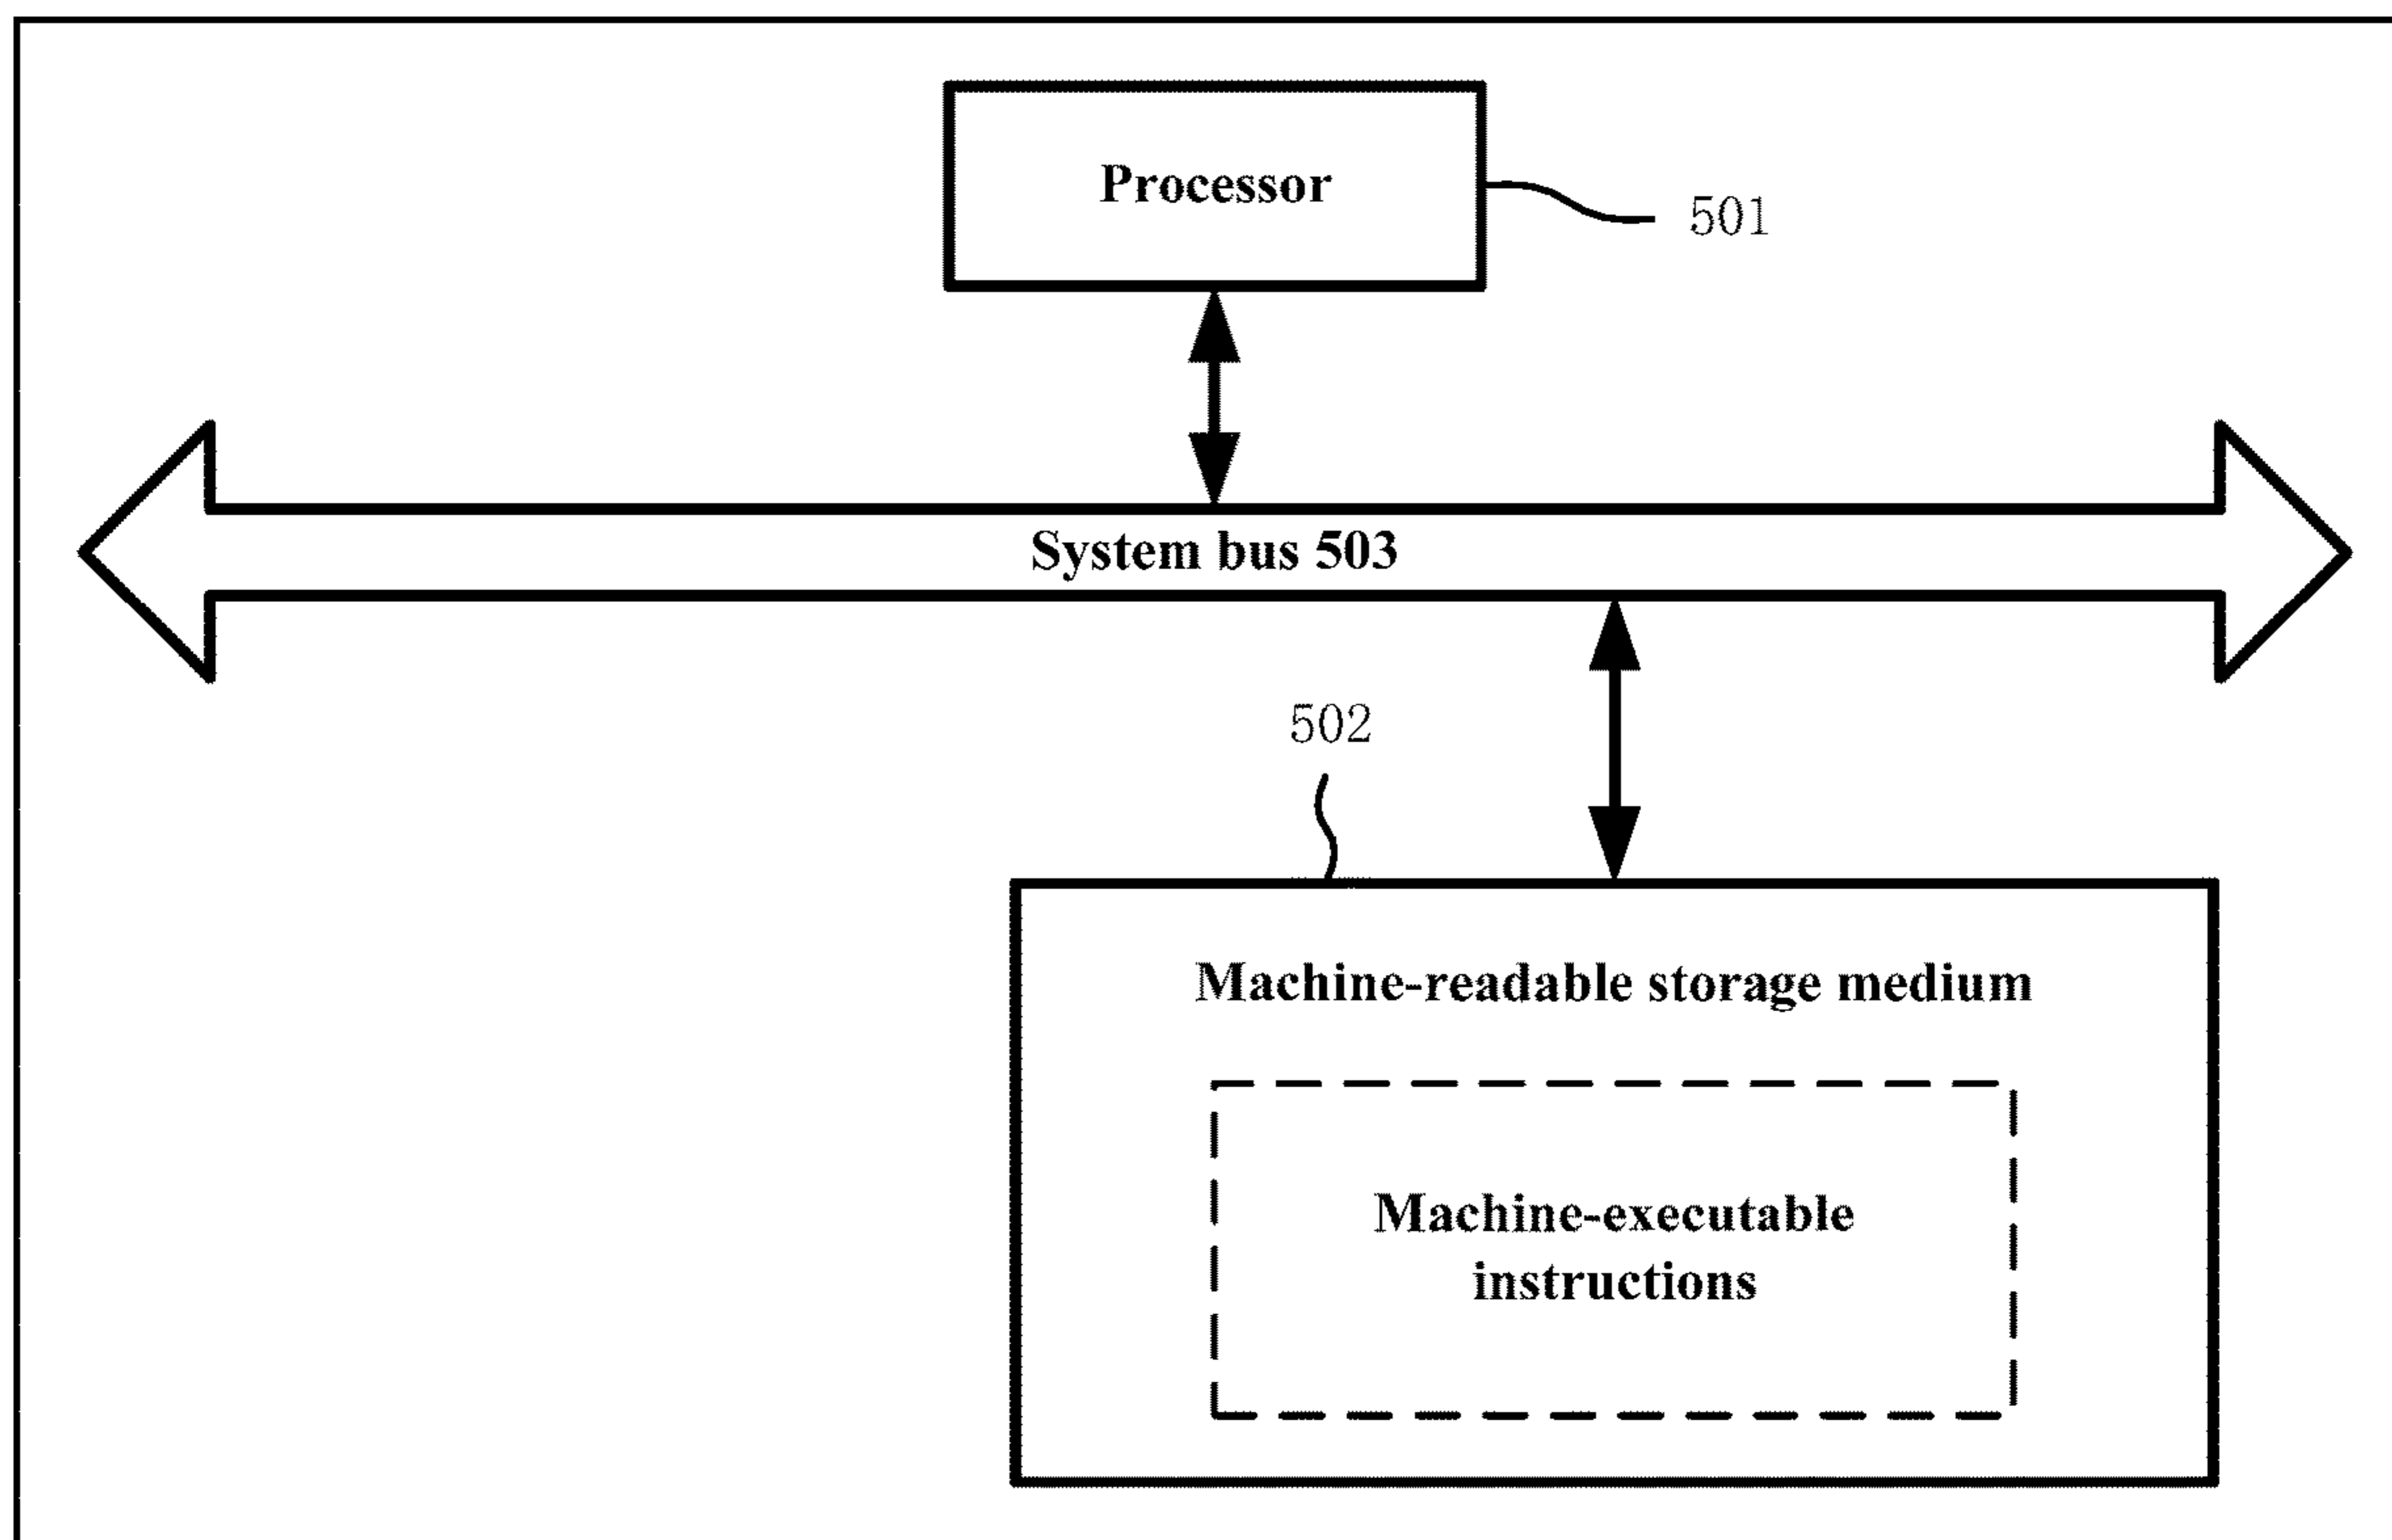 Processor
501
System bus 503
502
Machine-readable storage medium
Machine-executable
instructions